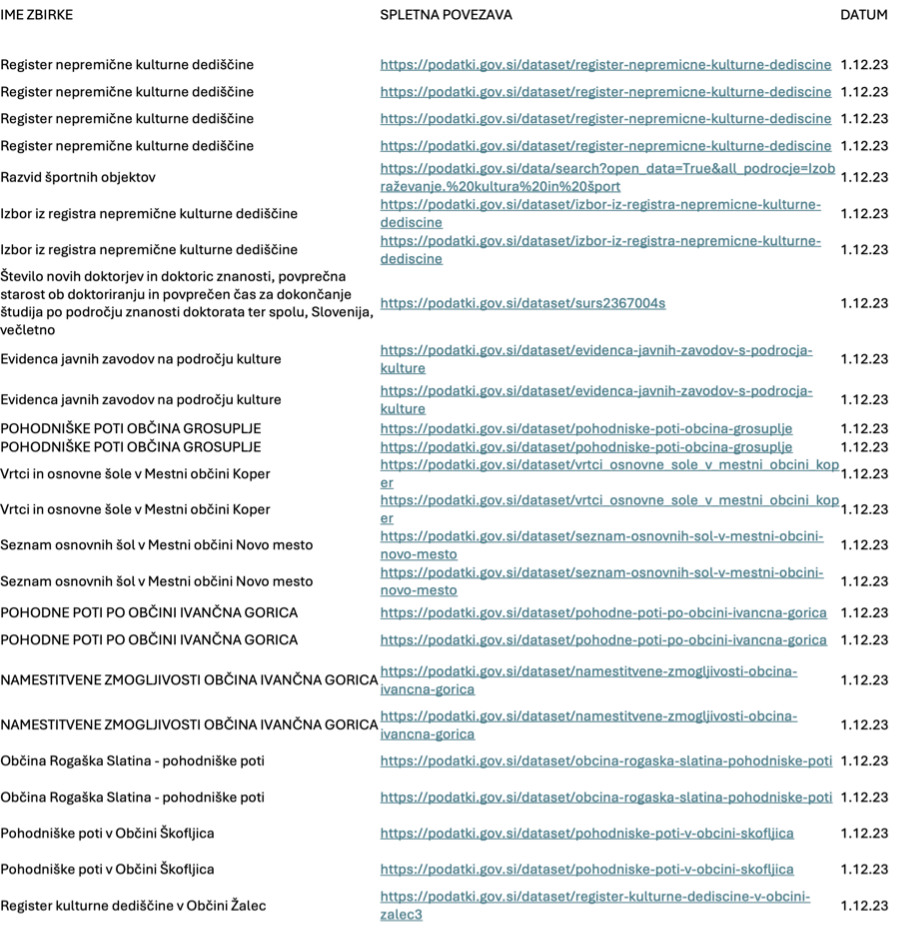 IME ZBIRKE SPLETNA POVEZAVA DATUM
Register nepremične kulturne dediščine https://podatki.gov.si/dataset/register-nepremicne-kulturne-dediscine 1.12.23
Register nepremične kulturne dediščine https://podatki.gov.si/dataset/register-nepremicne-kulturne-dediscine 1.12.23
Register nepremične kulturne dediščine https://podatki.gov.si/dataset/register-nepremicne-kulturne-dediscine 1.12.23
Register nepremične kulturne dediščine https://podatki.gov.si/dataset/register-nepremicne-kulturne-dediscine 1.12.23
Razvid športnih objektov https://podatki.gov.si/data/search?open_data=True&all_podrocje=Izob
raževanje.%20kultura%20in%20šport 1.12.23
Izbor iz registra nepremične kulturne dediščine https://podatki.gov.si/dataset/izbor-iz-registra-nepremicne-kulturne-
dediscine 1.12.23
Izbor iz registra nepremične kulturne dediščine https://podatki.gov.si/dataset/izbor-iz-registra-nepremicne-kulturne-
dediscine 1.12.23
Število novih doktorjev in doktoric znanosti, povprečna
starost ob doktoriranju in povprečen čas za dokončanje
študija po področju znanosti doktorata ter spolu, Slovenija,
večletno https://podatki.gov.si/dataset/surs2367004s 1.12.23
Evidenca javnih zavodov na področju kulture https://podatki.gov.si/dataset/evidenca-javnih-zavodov-s-podrocja-
kulture 1.12.23
Evidenca javnih zavodov na področju kulture https://podatki.gov.si/dataset/evidenca-javnih-zavodov-s-podrocja-
kulture 1.12.23
POHODNIŠKE POTI OBČINA GROSUPLJE https://podatki.gov.si/dataset/pohodniske-poti-obcina-grosuplje 1.12.23
POHODNIŠKE POTI OBČINA GROSUPLJE https://podatki.gov.si/dataset/pohodniske-poti-obcina-grosuplje 1.12.23
Vrtci in osnovne šole v Mestni občini Koper https://podatki.gov.si/dataset/vrtci_osnovne_sole_v_mestni_obcini_kop
er 1.12.23
Vrtci in osnovne šole v Mestni občini Koper https://podatki.gov.si/dataset/vrtci_osnovne_sole_v_mestni_obcini_kop
er 1.12.23
Seznam osnovnih šol v Mestni občini Novo mesto https://podatki.gov.si/dataset/seznam-osnovnih-sol-v-mestni-obcini-
novo-mesto 1.12.23
Seznam osnovnih šol v Mestni občini Novo mesto https://podatki.gov.si/dataset/seznam-osnovnih-sol-v-mestni-obcini-
novo-mesto 1.12.23
POHODNE POTI PO OBČINI IVANČNA GORICA https://podatki.gov.si/dataset/pohodne-poti-po-obcini-ivancna-gorica 1.12.23
POHODNE POTI PO OBČINI IVANČNA GORICA https://podatki.gov.si/dataset/pohodne-poti-po-obcini-ivancna-gorica 1.12.23
NAMESTITVENE ZMOGLJIVOSTI OBČINA IVANČNA GORICA https://podatki.gov.si/dataset/namestitvene-zmogljivosti-obcina-
ivancna-gorica 1.12.23
NAMESTITVENE ZMOGLJIVOSTI OBČINA IVANČNA GORICA https://podatki.gov.si/dataset/namestitvene-zmogljivosti-obcina-
ivancna-gorica 1.12.23
Občina Rogaška Slatina - pohodniške poti https://podatki.gov.si/dataset/obcina-rogaska-slatina-pohodniske-poti 1.12.23
Občina Rogaška Slatina - pohodniške poti https://podatki.gov.si/dataset/obcina-rogaska-slatina-pohodniske-poti 1.12.23
Pohodniške poti v Občini Škofljica https://podatki.gov.si/dataset/pohodniske-poti-v-obcini-skofljica 1.12.23
Pohodniške poti v Občini Škofljica https://podatki.gov.si/dataset/pohodniske-poti-v-obcini-skofljica 1.12.23
Register kulturne dediščine v Občini Žalec https://podatki.gov.si/dataset/register-kulturne-dediscine-v-obcini-
zalec3 1.12.23